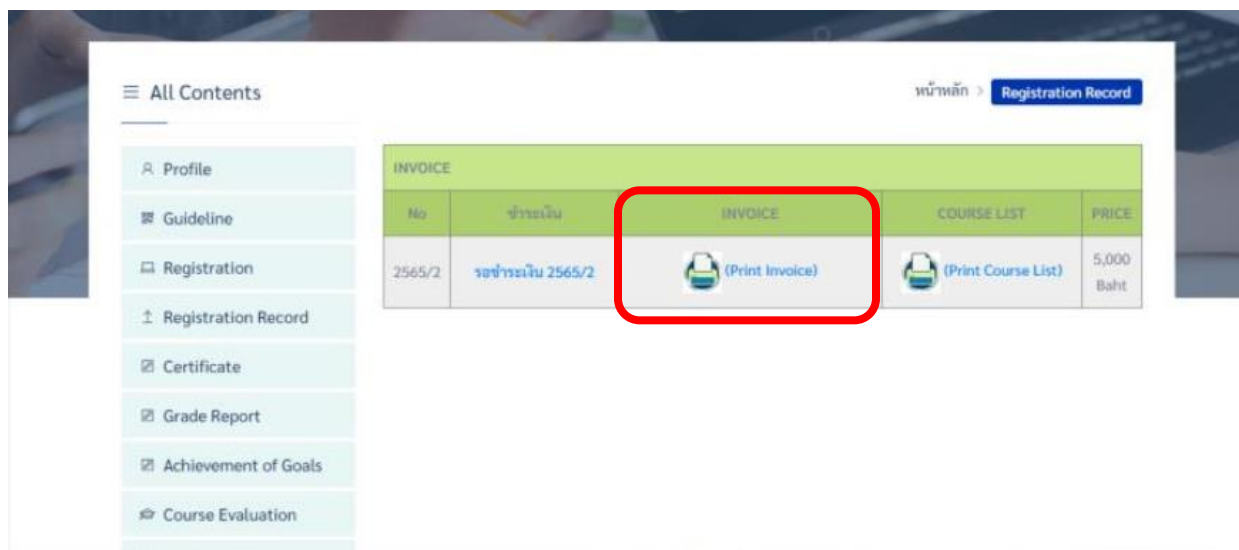 All Contents
หน้าหลัก > Registration Record
Profile
Guideline
Registration
Registration Record
Certificate
Grade Report
Achievement of Goals
Course Evaluation
INVOICE
No ชำระเงิน INVOICE COURSE LIST PRICE
2565/2 รอชำระเงิน 2565/2 (Print Invoice) (Print Course List) 5,000
Baht